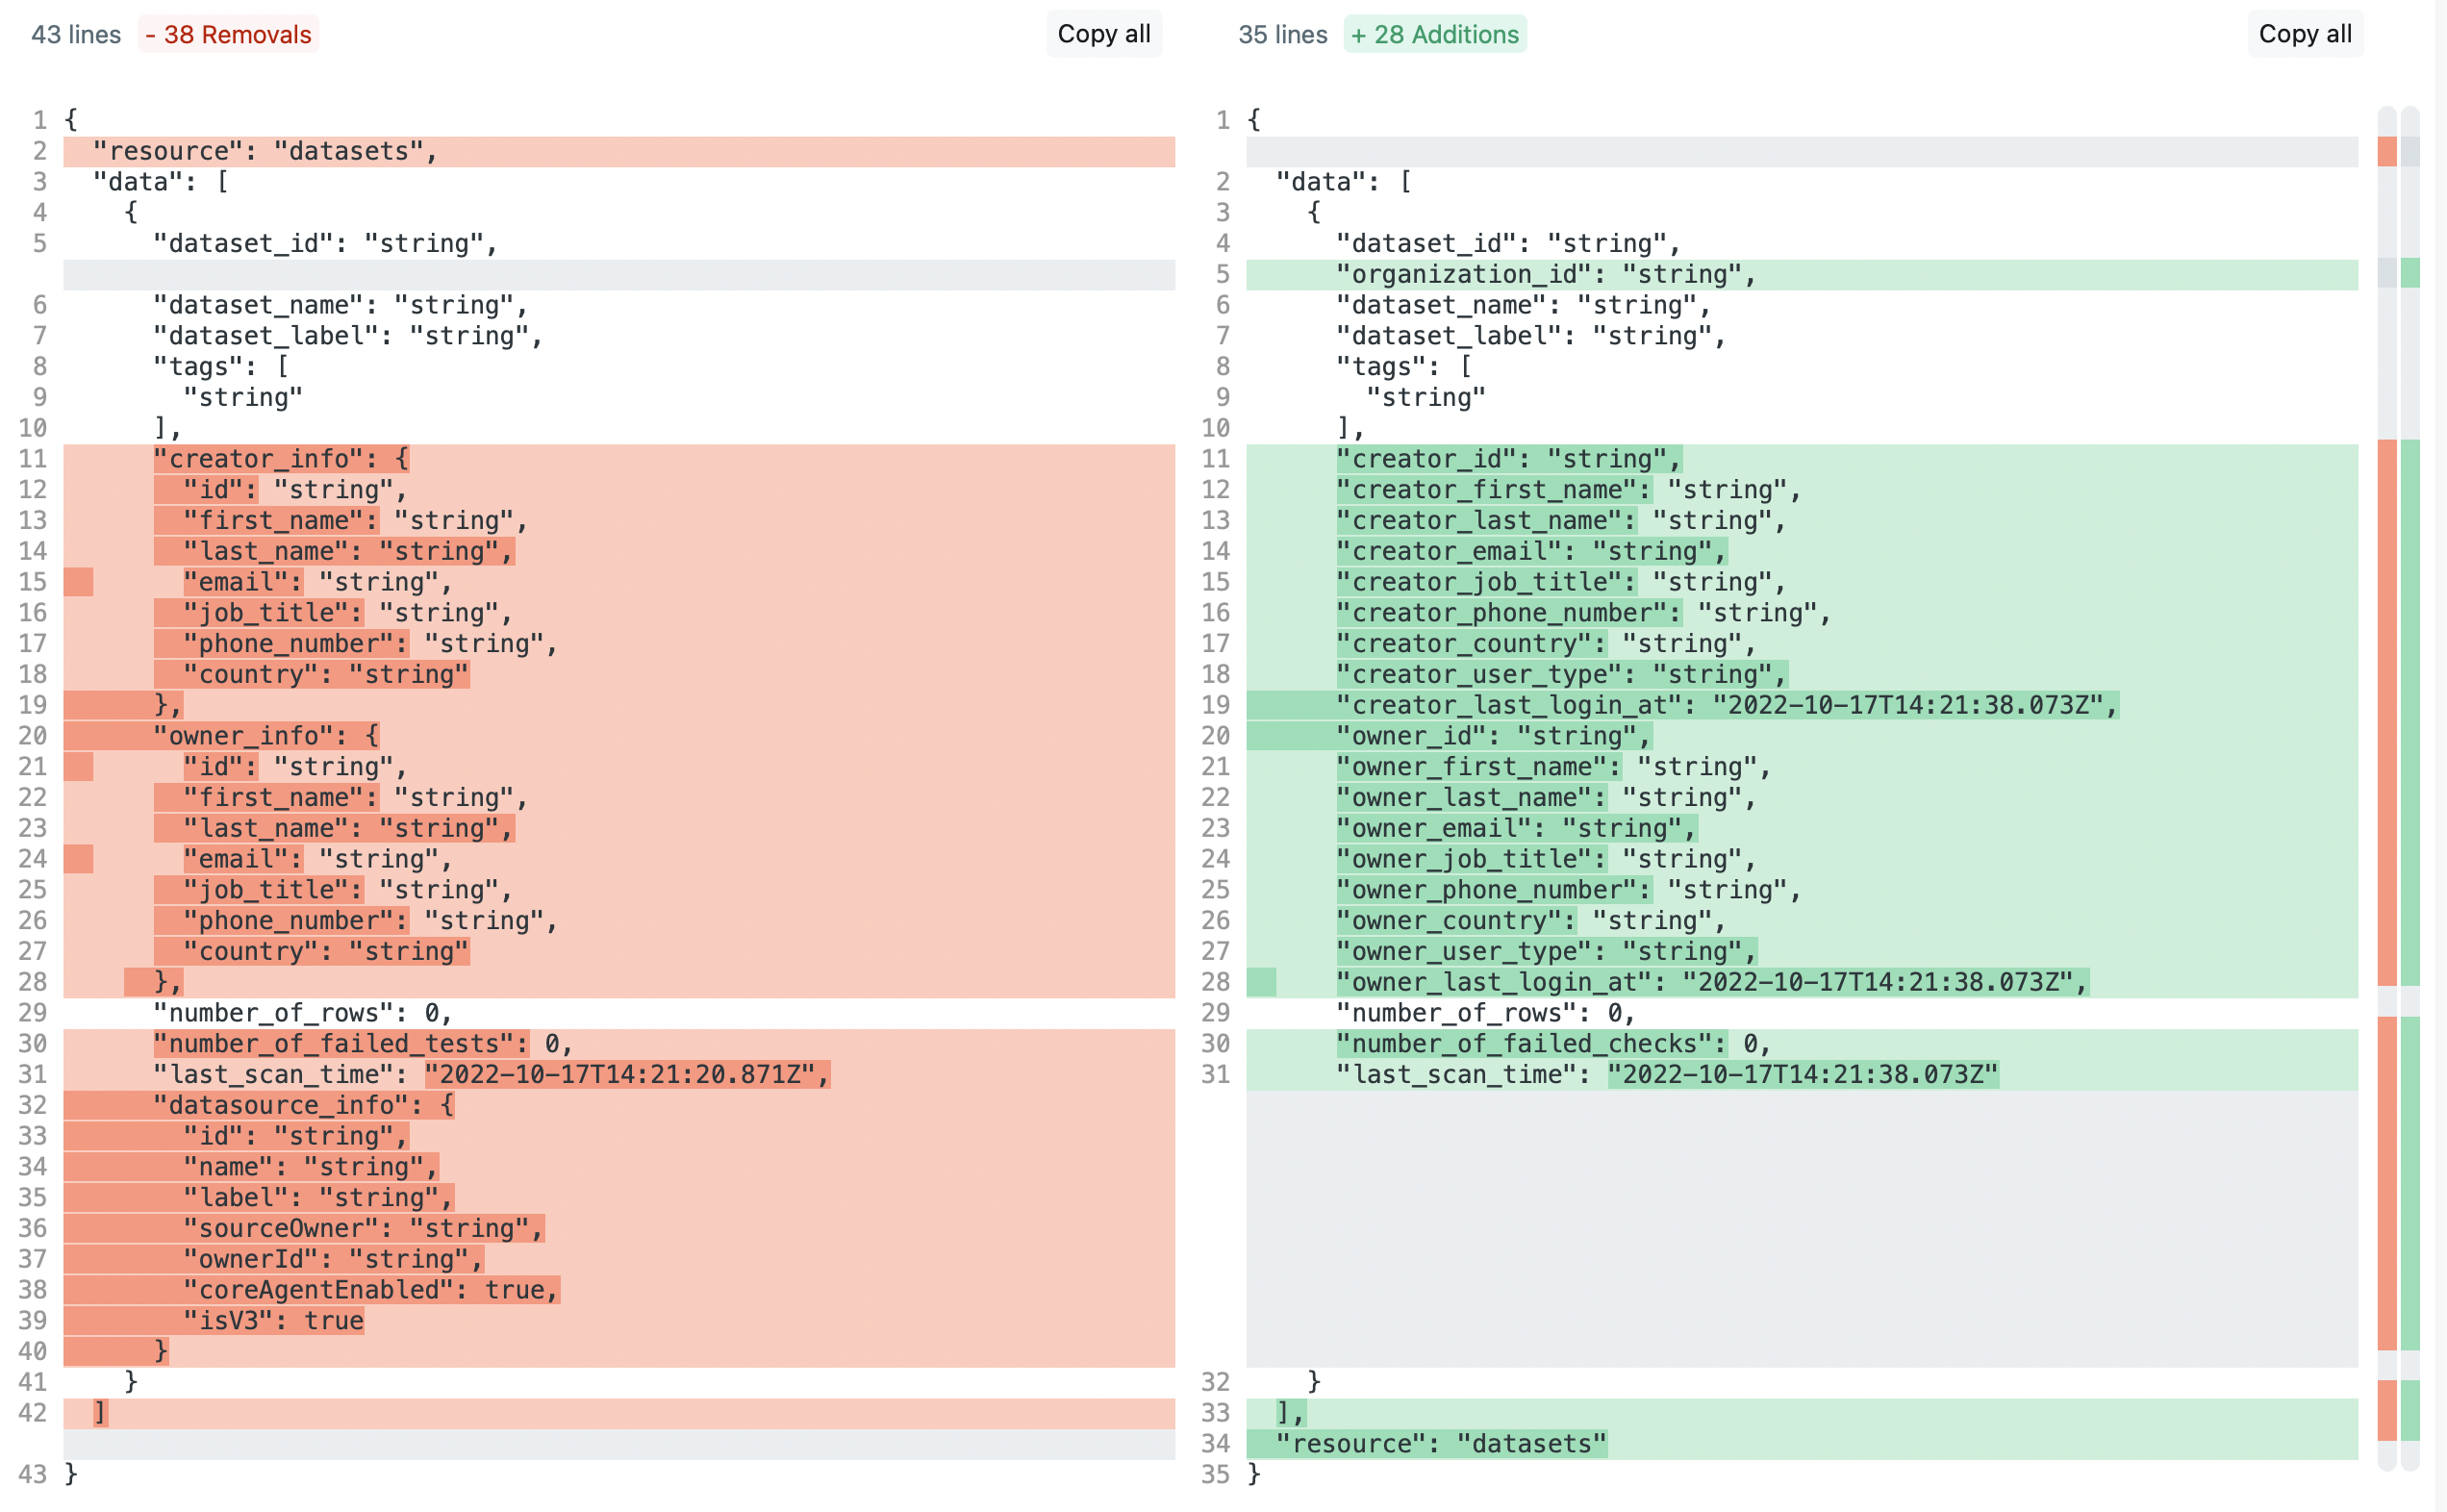 43 lines - 38 Removals Copy all
1 {
2 "resource": "datasets",
3 "data": [
4 {
5 "dataset_id": "string",
6 "dataset_name": "string",
7 "dataset_label": "string",
8 "tags": [
9 "string"
10 ],
11 "creator_info": {
12 "id": "string",
13 "first_name": "string",
14 "last_name": "string",
15 "email": "string",
16 "job_title": "string",
17 "phone_number": "string",
18 "country": "string"
19 },
20 "owner_info": {
21 "id": "string",
22 "first_name": "string",
23 "last_name": "string",
24 "email": "string",
25 "job_title": "string",
26 "phone_number": "string",
27 "country": "string"
28 },
29 "number_of_rows": 0,
30 "number_of_failed_tests": 0,
31 "last_scan_time": "2022-10-17T14:21:20.871Z",
32 "datasource_info": {
33 "id": "string",
34 "name": "string",
35 "label": "string",
36 "sourceOwner": "string",
37 "ownerId": "string",
38 "coreAgentEnabled": true,
39 "isV3": true
40 }
41 }
42 ]
43 }
35 lines + 28 Additions Copy all
1 {
2 "data": [
3 {
4 "dataset_id": "string",
5 "organization_id": "string",
6 "dataset_name": "string",
7 "dataset_label": "string",
8 "tags": [
9 "string"
10 ],
11 "creator_id": "string",
12 "creator_first_name": "string",
13 "creator_last_name": "string",
14 "creator_email": "string",
15 "creator_job_title": "string",
16 "creator_phone_number": "string",
17 "creator_country": "string",
18 "creator_user_type": "string",
19 "creator_last_login_at": "2022-10-17T14:21:38.073Z",
20 "owner_id": "string",
21 "owner_first_name": "string",
22 "owner_last_name": "string",
23 "owner_email": "string",
24 "owner_job_title": "string",
25 "owner_phone_number": "string",
26 "owner_country": "string",
27 "owner_user_type": "string",
28 "owner_last_login_at": "2022-10-17T14:21:38.073Z",
29 "number_of_rows": 0,
30 "number_of_failed_checks": 0,
31 "last_scan_time": "2022-10-17T14:21:38.073Z"
32 }
33 ],
34 "resource": "datasets"
35 }